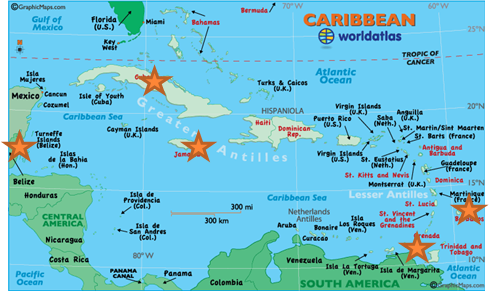 ©GraphicMaps.com
©GraphicMaps.com
Gulf of
Mexico
Florida
(U.S.)
Miami
Key
West
Bahamas
Bermuda
70°W
60°W
CARIBBEAN
worldatlas
TROPIC OF
CANCER
Atlantic
Ocean
25°N
20°N
15°N
Isla
Mujeres
Cancun
Cozumel
Mexico
Isle of Youth
(Cuba)
Turks & Caicos
(U.K.)
Caribbean Sea
Cayman Islands
(U.K.)
Greater
Antilles
HISPANIOLA
Haiti
Dominican
Rep.
Puerto Rico
(U.S.)
Virgin Islands
(U.K.)
Virgin Islands
(U.S.)
Saba
(Neth.)
Anguilla
(U.K.)
St. Martin/Sint Maarten
St. Barts (France)
Antigua and
Barbuda
Guadeloupe
(France)
St. Eustatius
(Neth.)
St. Kitts and Nevis
Montserrat (U.K.)
Dominica
Martinique
(France)
Lesser Antilles
St. Lucia
St. Vincent
and the
Grenadines
Grenada
Trinidad and
Tobago
Atlantic
Ocean
Turneffe
Islands
(Belize)
Islas
de la Bahia
(Hon.)
Belize
Honduras
CENTRAL
AMERICA
Nicaragua
Costa Rica
Pacific
Ocean
Isla de
Providencia
(Col.)
Isla de
San Andres
(Col.)
300 mi
300 km
80°W
PANAMA
CANAL
Panama
Colombia
Caribbean Sea
Netherlands
Antilles
(Neth.)
Aruba
Bonaire
Curacao
Isla
Los Roques
(Ven.)
Venezuela
Isla La Tortuga
(Ven.)
Isla de Margarita
(Ven.)
SOUTH AMERICA